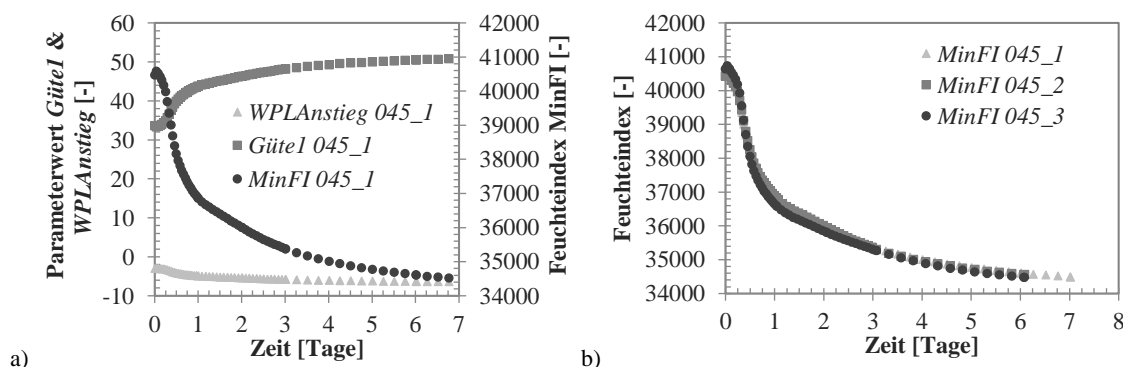 Parameterwert Güte1 &
WPLAnstieg [-]
60
50
40
30
20
10
0
-10
42000
41000
40000
39000
38000
37000
36000
35000
34000
Feuchteindex MinFI [-]
WPLAnstieg 045_1
Güte1 045_1
MinFI 045_1
0 1 2 3 4 5 6 7
Zeit [Tage]
a)
Feuchteindex [-]
42000
41000
40000
39000
38000
37000
36000
35000
34000
MinFI 045_1
MinFI 045_2
MinFI 045_3
0 1 2 3 4 5 6 7 8
Zeit [Tage]
b)